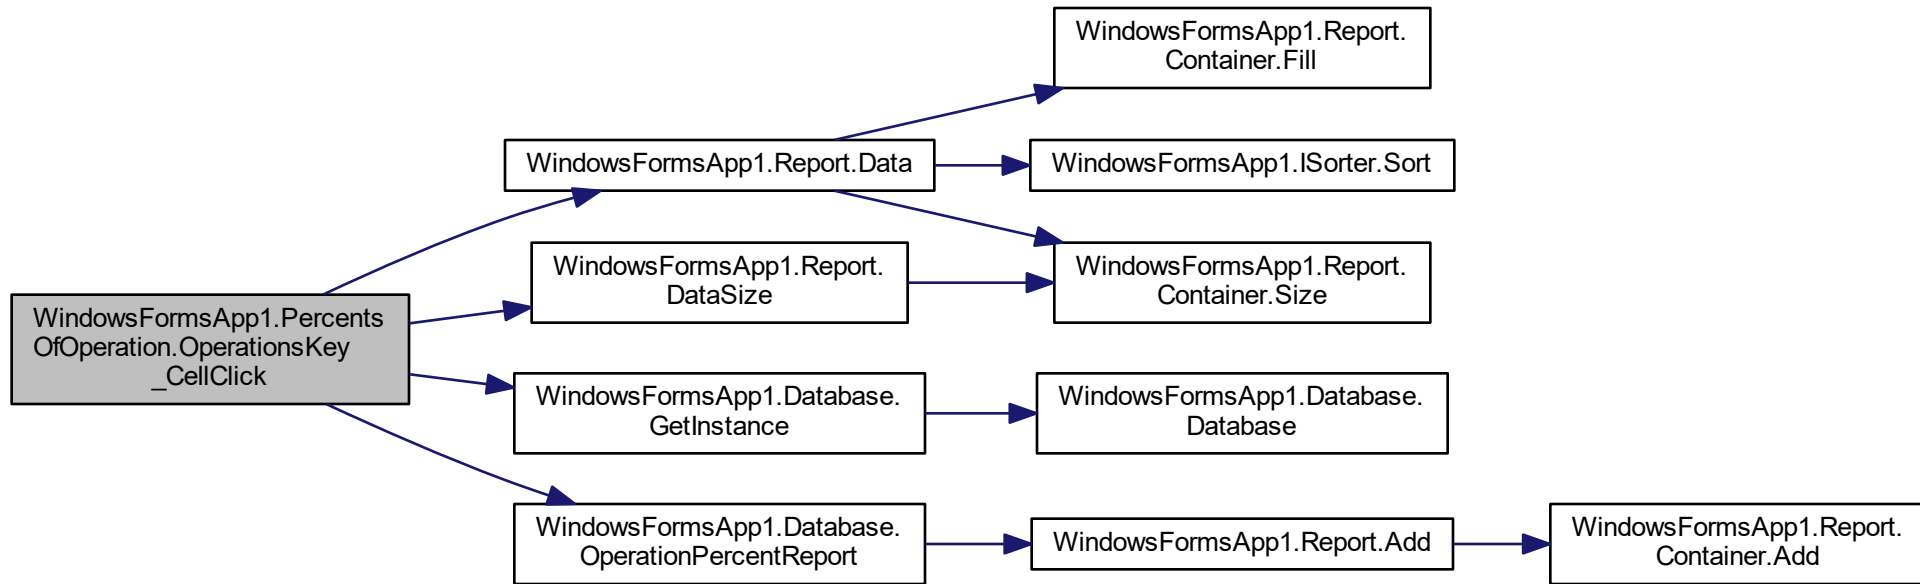 WindowsFormsApp1.Percents
OfOperation.OperationsKey
_CellClick
WindowsFormsApp1.Report.Data
WindowsFormsApp1.Report.
DataSize
WindowsFormsApp1.Database.
GetInstance
WindowsFormsApp1.Database.
OperationPercentReport
WindowsFormsApp1.Report.
Container.Fill
WindowsFormsApp1.ISorter.Sort
WindowsFormsApp1.Report.
Container.Size
WindowsFormsApp1.Database.
Database
WindowsFormsApp1.Report.Add
WindowsFormsApp1.Report.
Container.Add